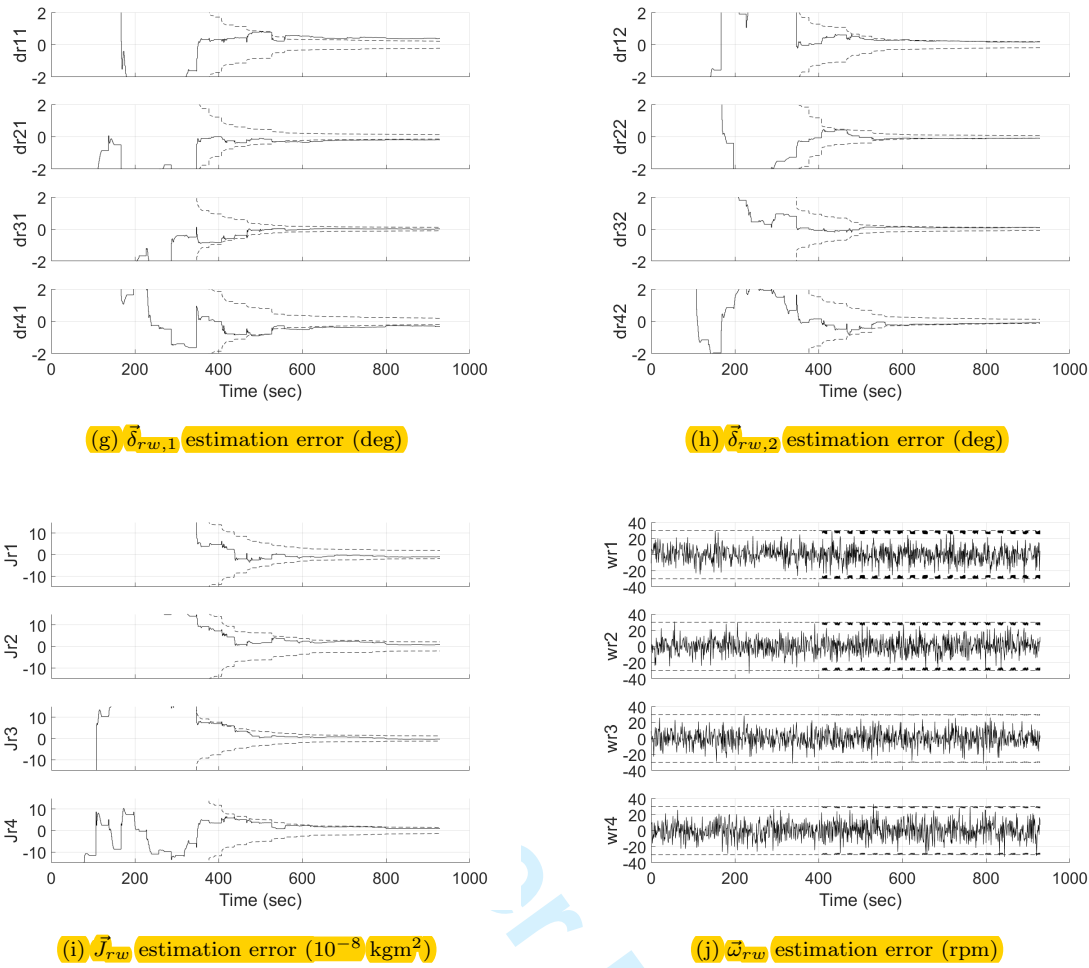 dr11
2
0
-2
dr21
2
0
-2
dr31
2
0
-2
dr41
2
0
-2
0 200 400 600 800 1000
Time (sec)
(g) δ⃗rw,1 estimation error (deg)
dr12
2
0
-2
dr22
2
0
-2
dr32
2
0
-2
dr42
2
0
-2
0 200 400 600 800 1000
Time (sec)
(h) δ⃗rw,2 estimation error (deg)
Jr1
10
0
-10
Jr2
10
0
-10
Jr3
10
0
-10
Jr4
10
0
-10
0 200 400 600 800 1000
Time (sec)
(i) J⃗rw estimation error (10⁻⁸ kgm²)
wr1
40
20
0
-20
-40
wr2
40
20
0
-20
-40
wr3
40
20
0
-20
-40
wr4
40
20
0
-20
-40
0 200 400 600 800 1000
Time (sec)
(j) ω⃗rw estimation error (rpm)